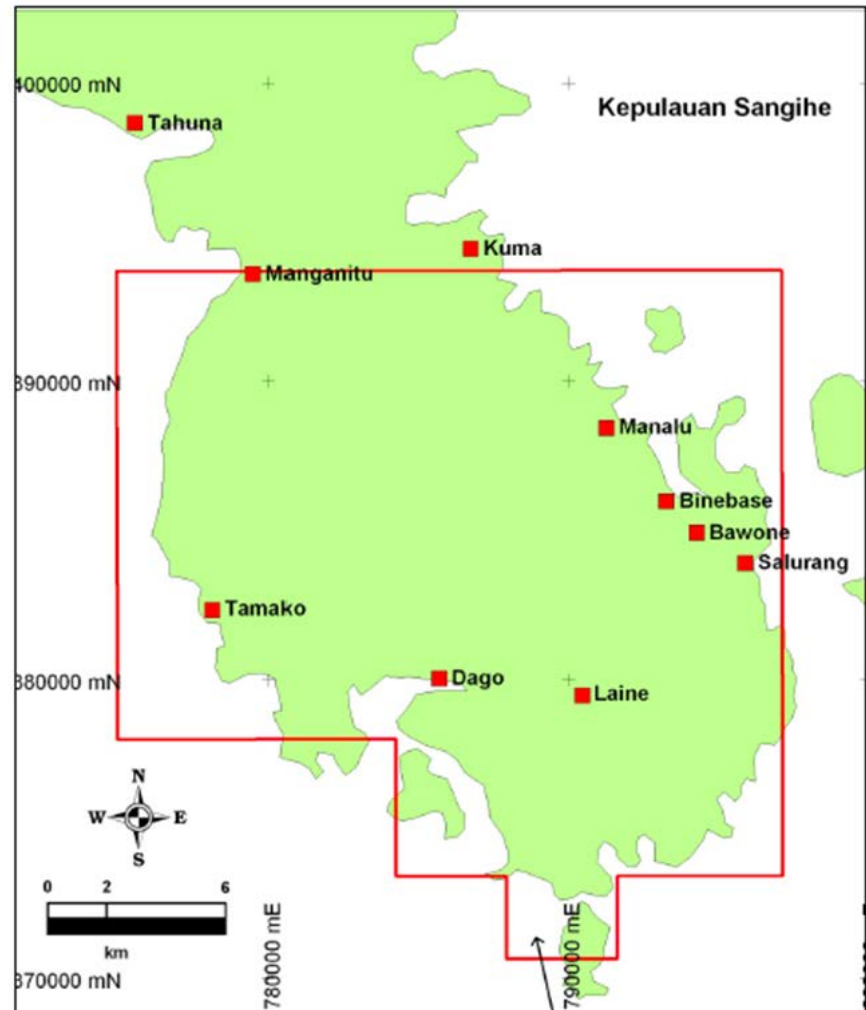 400000 mN
Kepulauan Sangihe
Tahuna
Kuma
Manganitu
390000 mN
Manalu
Binebase
Bawone
Salurang
Tamako
380000 mN
Dago
Laine
N
W E
S
0 2 6
km
780000 mE
790000 mE
370000 mN